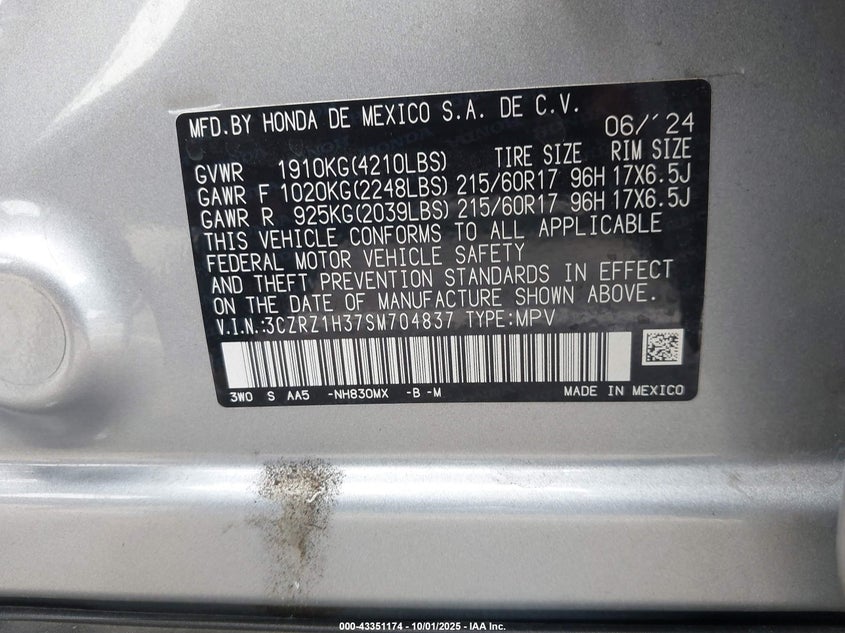 MFD.BY HONDA DE MEXICO S.A. DE C.V. 06/'24
GVWR 1910KG(4210LBS) TIRE SIZE RIM SIZE
GAWR F 1020KG(2248LBS) 215/60R17 96H 17X6.5J
GAWR R 925KG(2039LBS) 215/60R17 96H 17X6.5J
THIS VEHICLE CONFORMS TO ALL APPLICABLE
FEDERAL MOTOR VEHICLE SAFETY
AND THEFT PREVENTION STANDARDS IN EFFECT
ON THE DATE OF MANUFACTURE SHOWN ABOVE.
V.I.N.:3CZRZ1H37SM704837 TYPE:MPV
3W0 S AA5 -NH830MX -B -M MADE IN MEXICO
000-43351174 - 10/01/2025 - IAA Inc.